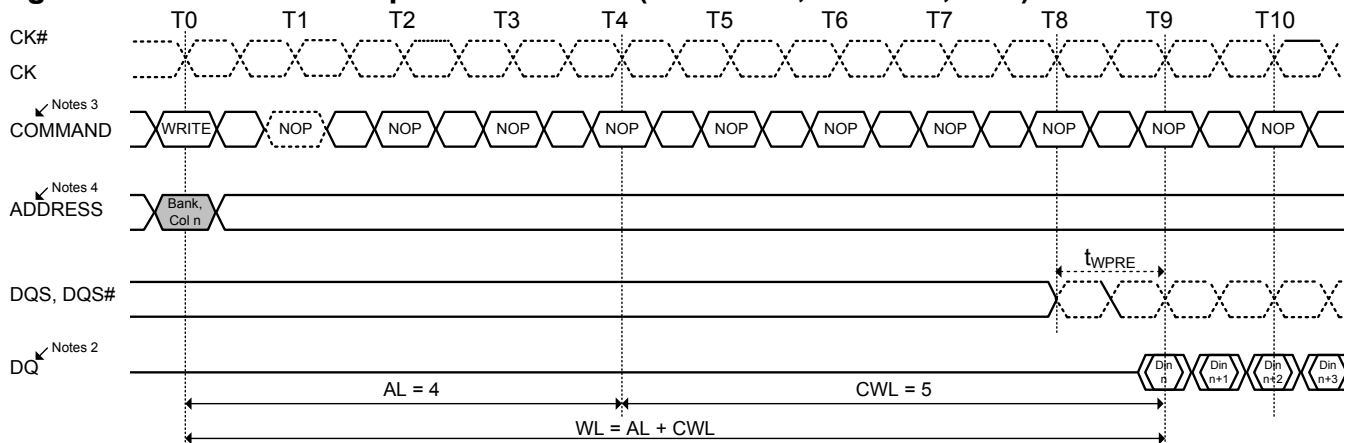 T0 T1 T2 T3 T4 T5 T6 T7 T8 T9 T10
CK#
CK
Notes 3
COMMAND
WRITE NOP NOP NOP NOP NOP NOP NOP NOP NOP NOP
Notes 4
ADDRESS
Bank,
Col n
tWPRE
DQS, DQS#
Notes 2
DQ
Din Din Din Din
n n+1 n+2 n+3
AL = 4 CWL = 5
WL = AL + CWL